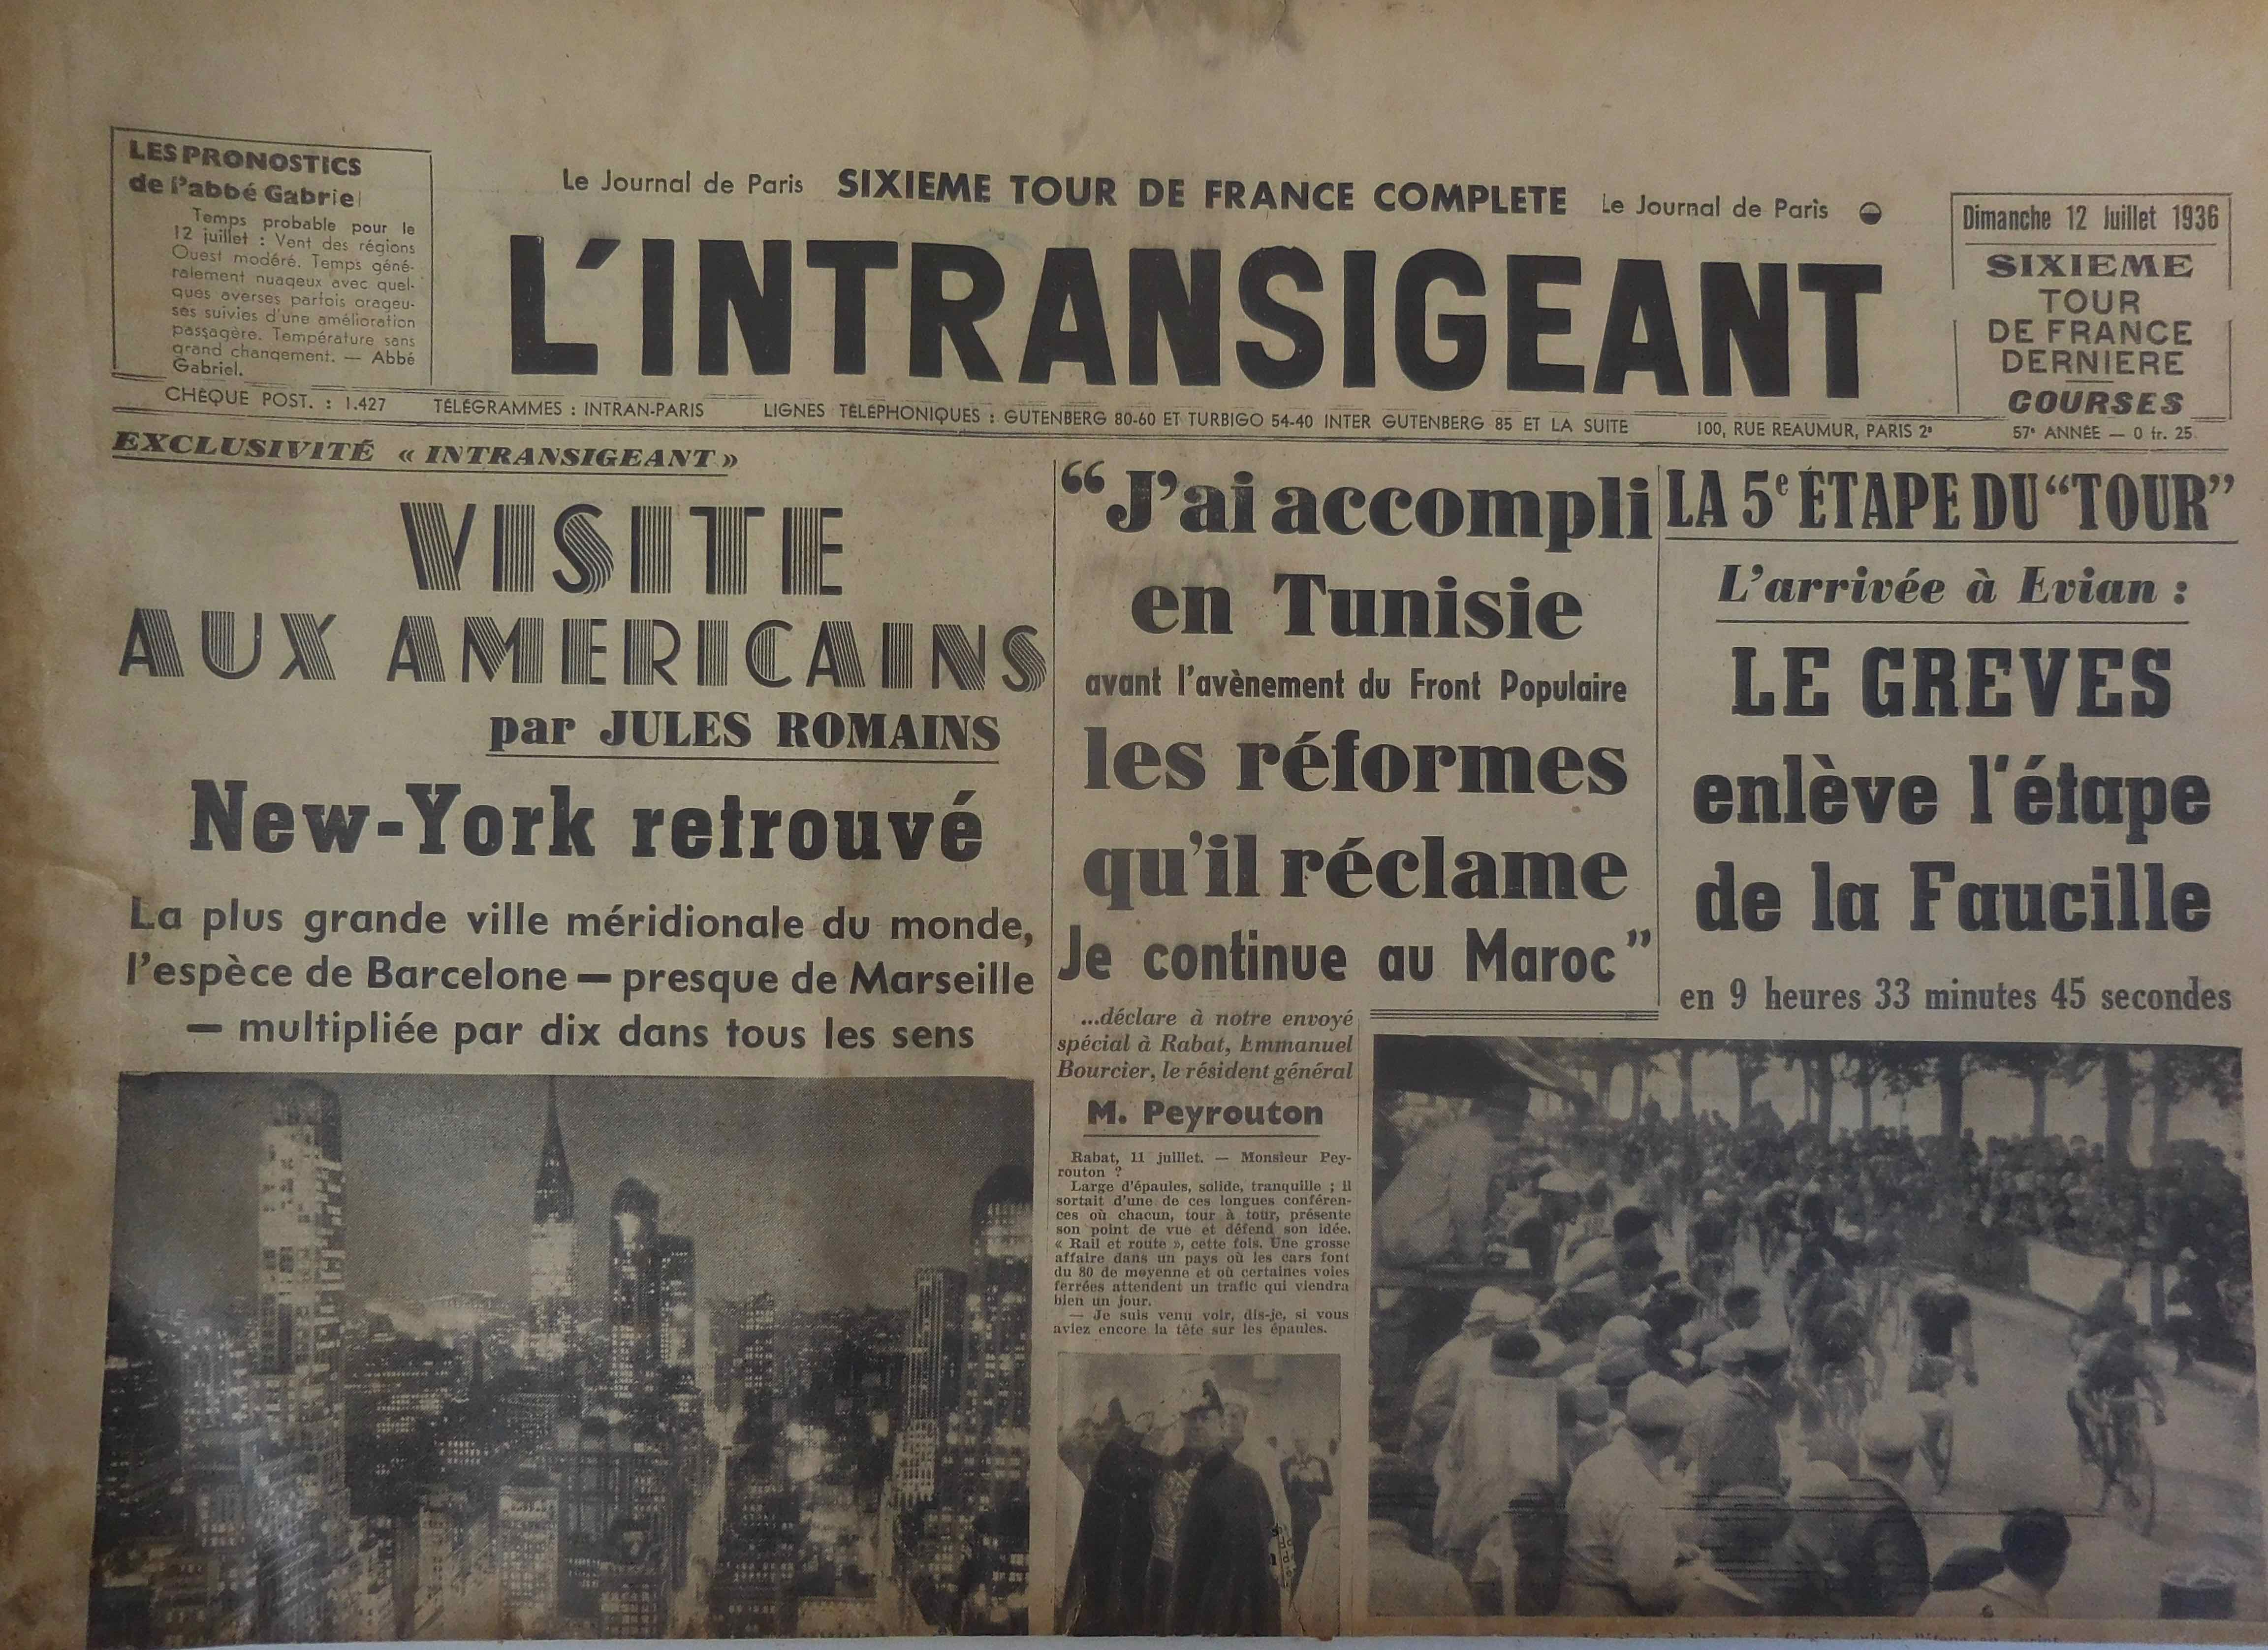 LES PRONOSTICS
de l'abbé Gabriel
Temps probable pour le
12 juillet : Vent des régions
Ouest modéré. Temps géné-
ralement nuageux avec quel-
ques averses parfois orageu-
ses suivies d'une amélioration
passagère. Température sans
grand changement. — Abbé
Gabriel.
Le Journal de Paris SIXIEME TOUR DE FRANCE COMPLETE Le Journal de Paris
L'INTRANSIGEANT
Dimanche 12 Juillet 1936
SIXIEME
TOUR
DE FRANCE
DERNIERE
COURSES
CHÈQUE POST. : 1.427 TÉLÉGRAMMES : INTRAN-PARIS LIGNES TÉLÉPHONIQUES : GUTENBERG 80-60 ET TURBIGO 54-40 INTER GUTENBERG 85 ET LA SUITE 100, RUE REAUMUR, PARIS 2e 57e ANNÉE — 0 fr. 25
EXCLUSIVITÉ « INTRANSIGEANT »
VISITE
AUX AMERICAINS
par JULES ROMAINS
New-York retrouvé
La plus grande ville méridionale du monde,
l'espèce de Barcelone — presque de Marseille
— multipliée par dix dans tous les sens
“J'ai accompli
en Tunisie
avant l'avènement du Front Populaire
les réformes
qu'il réclame
Je continue au Maroc”
...déclare à notre envoyé
spécial à Rabat, Emmanuel
Bourcier, le résident général
M. Peyrouton
Rabat, 11 juillet. — Monsieur Pey-
routon ?
Large d'épaules, solide, tranquille ; il
sortait d'une de ces longues conféren-
ces où chacun, tour à tour, présente
son point de vue et défend son idée.
« Rail et route », cette fois. Une grosse
affaire dans un pays où les cars font
du 80 de moyenne et où certaines voies
ferrées attendent un trafic qui viendra
bien un jour.
— Je suis venu voir, dis-je, si vous
aviez encore la tête sur les épaules.
LA 5e ÉTAPE DU “TOUR”
L'arrivée à Evian :
LE GREVES
enlève l'étape
de la Faucille
en 9 heures 33 minutes 45 secondes